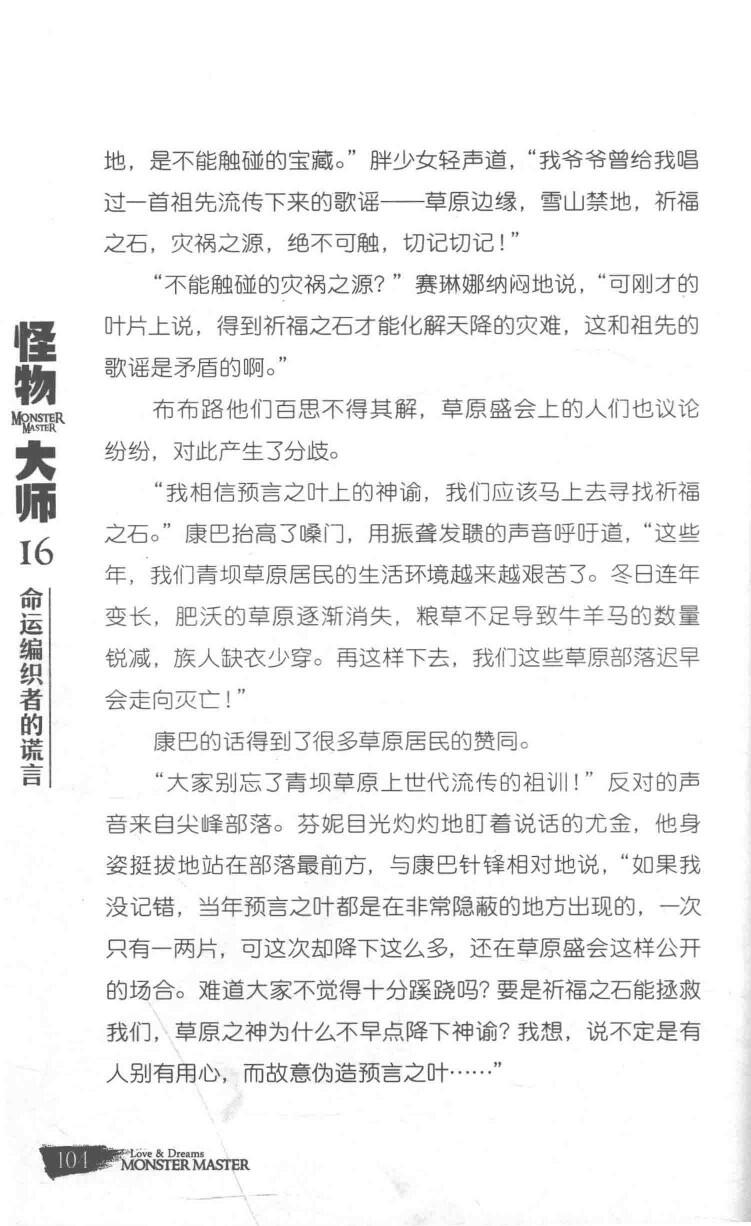 地，是不能触碰的宝藏。”胖少女轻声道，“我爷爷曾给我唱
过一首祖先流传下来的歌谣——草原边缘，雪山禁地，祈福
之石，灾祸之源，绝不可触，切记切记！”
“不能触碰的灾祸之源？”赛琳娜纳闷地说，“可刚才的
叶片上说，得到祈福之石才能化解天降的灾难，这和祖先的
歌谣是矛盾的啊。”
布布路他们百思不得其解，草原盛会上的人们也议论
纷纷，对此产生了分歧。
“我相信预言之叶上的神谕，我们应该马上去寻找祈福
之石。”康巴抬高了嗓门，用振聋发聩的声音呼吁道，“这些
年，我们青坝草原居民的生活环境越来越艰苦了。冬日连年
变长，肥沃的草原逐渐消失，粮草不足导致牛羊马的数量
锐减，族人缺衣少穿。再这样下去，我们这些草原部落迟早
会走向灭亡！”
康巴的话得到了很多草原居民的赞同。
“大家别忘了青坝草原上世代流传的祖训！”反对的声
音来自尖峰部落。芬妮目光灼灼地盯着说话的尤金，他身
姿挺拔地站在部落最前方，与康巴针锋相对地说，“如果我
没记错，当年预言之叶都是在非常隐蔽的地方出现的，一次
只有一两片，可这次却降下这么多，还在草原盛会这样公开
的场合。难道大家不觉得十分蹊跷吗？要是祈福之石能拯救
我们，草原之神为什么不早点降下神谕？我想，说不定是有
人别有用心，而故意伪造预言之叶……”
怪物
MONSTER
MASTER
大师
16
命运编织者的谎言
104
Love & Dreams
MONSTER MASTER